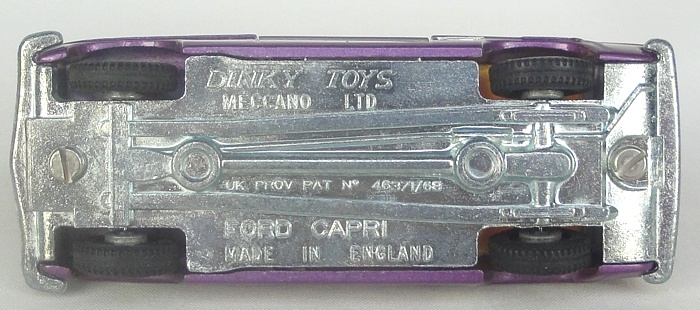 DINKY TOYS
MECCANO LTD
UK PROV PAT Nº 463/1/68
FORD CAPRI
MADE IN ENGLAND